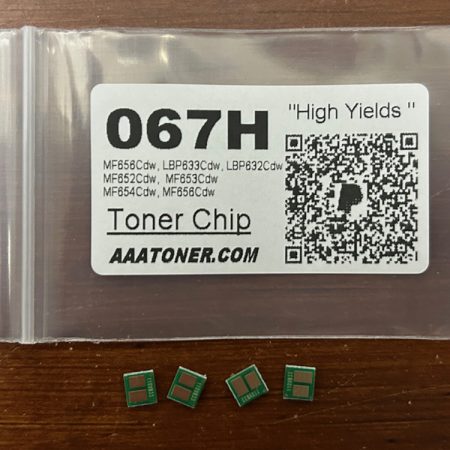 067H
"High Yields "
MF656Cdw, LBP633Cdw, LBP632Cdw
MF652Cdw, MF653Cdw
MF654Cdw, MF656Cdw
Toner Chip
AAATONER.COM